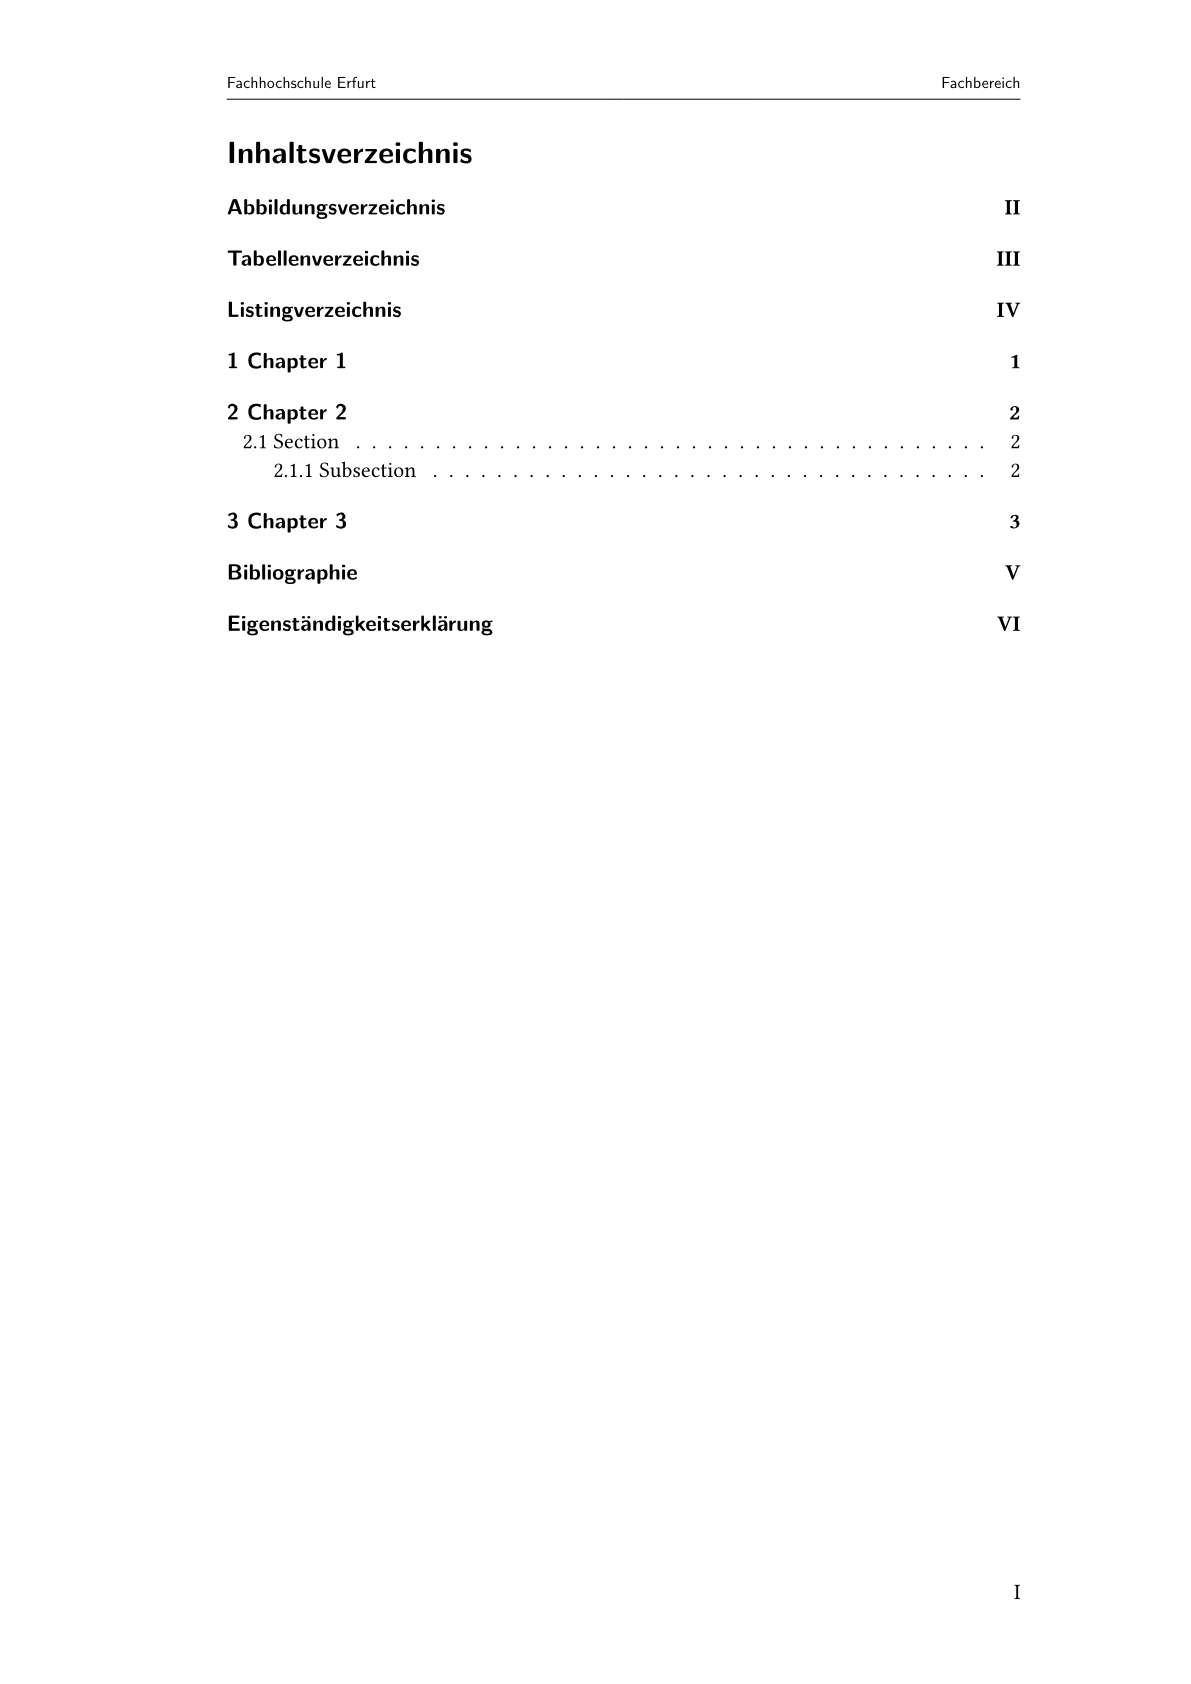 Fachhochschule Erfurt Fachbereich
Inhaltsverzeichnis
Abbildungsverzeichnis II
Tabellenverzeichnis III
Listingverzeichnis IV
1 Chapter 1 1
2 Chapter 2 2
2.1 Section . . . . . . . . . . . . . . . . . . . . . . . . . . . . . . . . . . . . . . . . 2
2.1.1 Subsection . . . . . . . . . . . . . . . . . . . . . . . . . . . . . . . . . . . 2
3 Chapter 3 3
Bibliographie V
Eigenständigkeitserklärung VI
I